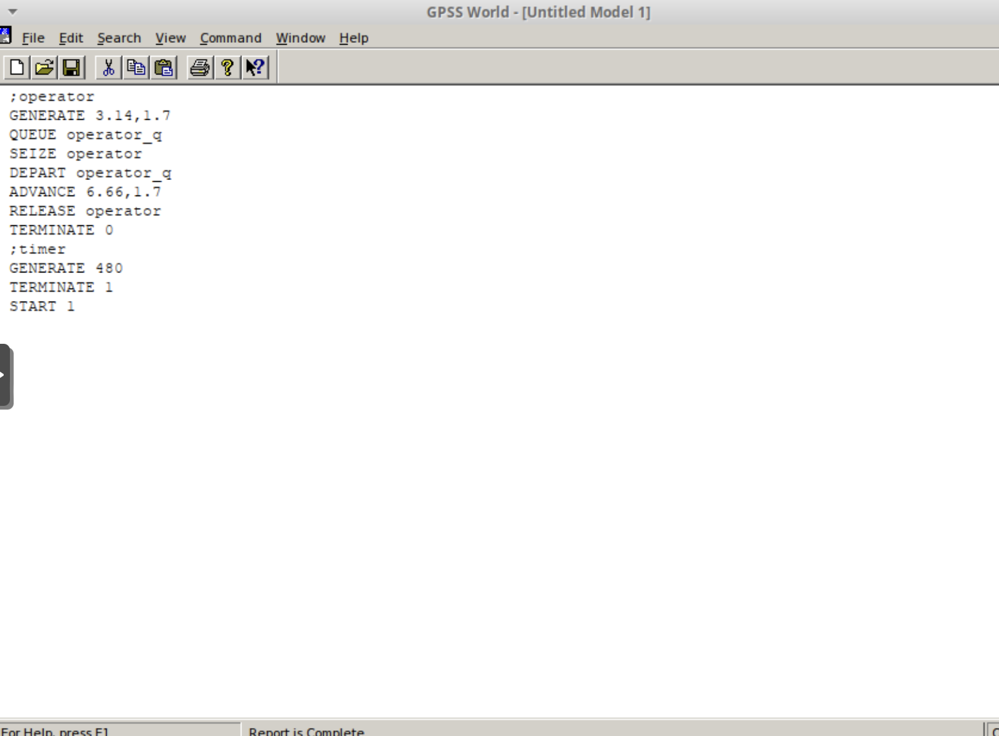 GPSS World - [Untitled Model 1]
File Edit Search View Command Window Help
;operator
GENERATE 3.14,1.7
QUEUE operator_q
SEIZE operator
DEPART operator_q
ADVANCE 6.66,1.7
RELEASE operator
TERMINATE 0
;timer
GENERATE 480
TERMINATE 1
START 1
For Help, press F1 Report is Complete